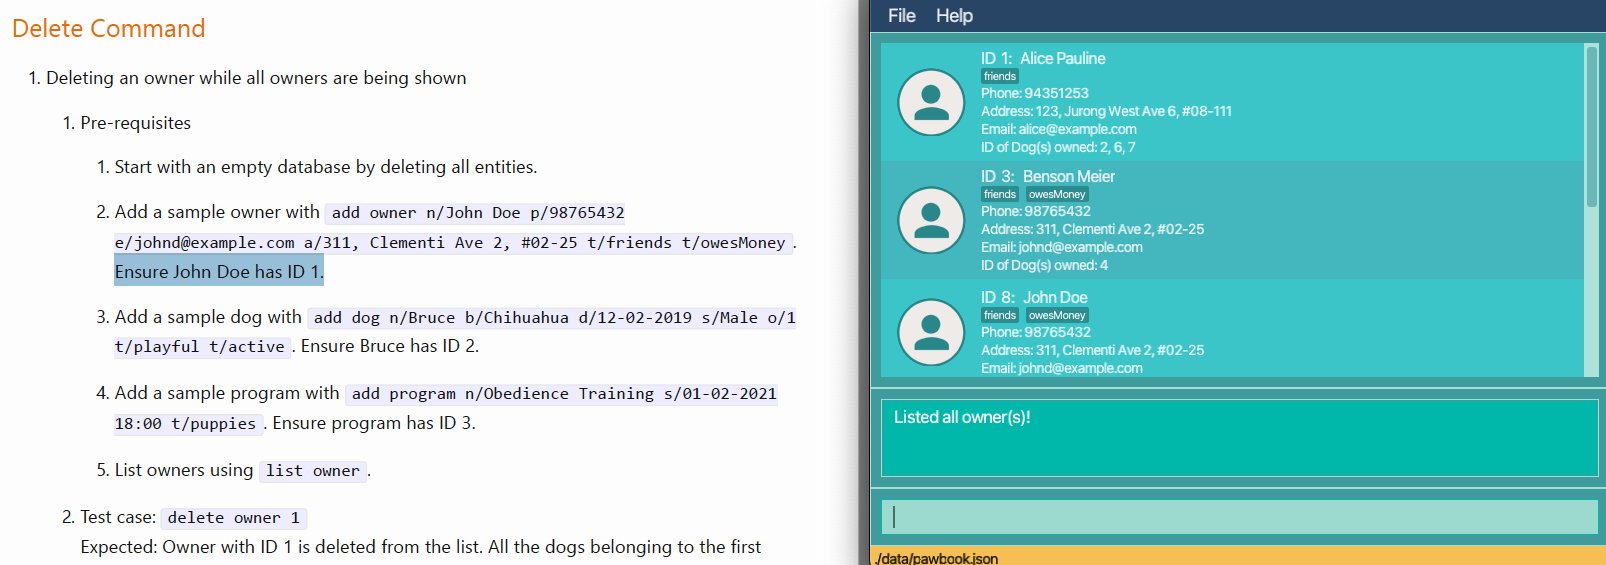 Delete Command
1. Deleting an owner while all owners are being shown
1. Pre-requisites
1. Start with an empty database by deleting all entities.
2. Add a sample owner with add owner n/John Doe p/98765432
e/johnd@example.com a/311, Clementi Ave 2, #02-25 t/friends t/owesMoney.
Ensure John Doe has ID 1.
3. Add a sample dog with add dog n/Bruce b/Chihuahua d/12-02-2019 s/Male o/1
t/playful t/active. Ensure Bruce has ID 2.
4. Add a sample program with add program n/Obedience Training s/01-02-2021
18:00 t/puppies. Ensure program has ID 3.
5. List owners using list owner.
2. Test case: delete owner 1
Expected: Owner with ID 1 is deleted from the list. All the dogs belonging to the first
File Help
ID 1: Alice Pauline
friends
Phone: 94351253
Address: 123, Jurong West Ave 6, #08-111
Email: alice@example.com
ID of Dog(s) owned: 2, 6, 7
ID 3: Benson Meier
friends owesMoney
Phone: 98765432
Address: 311, Clementi Ave 2, #02-25
Email: johnd@example.com
ID of Dog(s) owned: 4
ID 8: John Doe
friends owesMoney
Phone: 98765432
Address: 311, Clementi Ave 2, #02-25
Email: johnd@example.com
Listed all owner(s)!
./data/pawbook.json